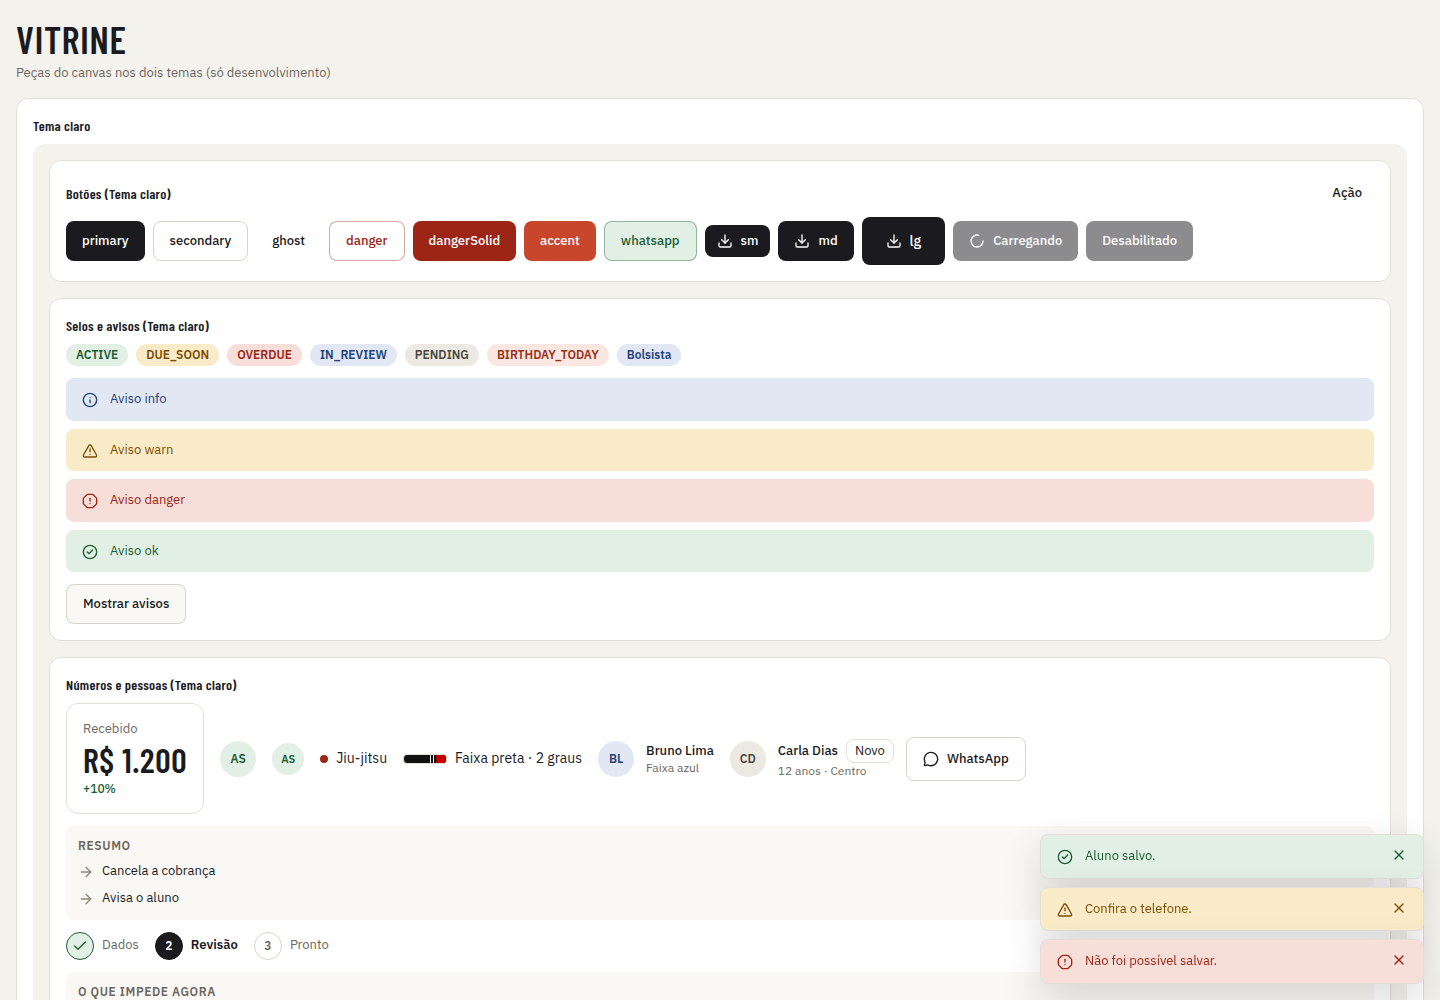 VITRINE
Peças do canvas nos dois temas (só desenvolvimento)
Tema claro
Botões (Tema claro)
Ação
primary secondary ghost danger dangerSolid accent whatsapp sm md lg Carregando Desabilitado
Selos e avisos (Tema claro)
ACTIVE DUE_SOON OVERDUE IN_REVIEW PENDING BIRTHDAY_TODAY Bolsista
Aviso info
Aviso warn
Aviso danger
Aviso ok
Mostrar avisos
Números e pessoas (Tema claro)
Recebido
R$ 1.200
+10%
AS AS Jiu-jitsu Faixa preta · 2 graus
BL Bruno Lima
Faixa azul
CD Carla Dias Novo
12 anos · Centro
WhatsApp
RESUMO
Cancela a cobrança
Avisa o aluno
Dados 2 Revisão 3 Pronto
O QUE IMPEDE AGORA
Aluno salvo.
Confira o telefone.
Não foi possível salvar.